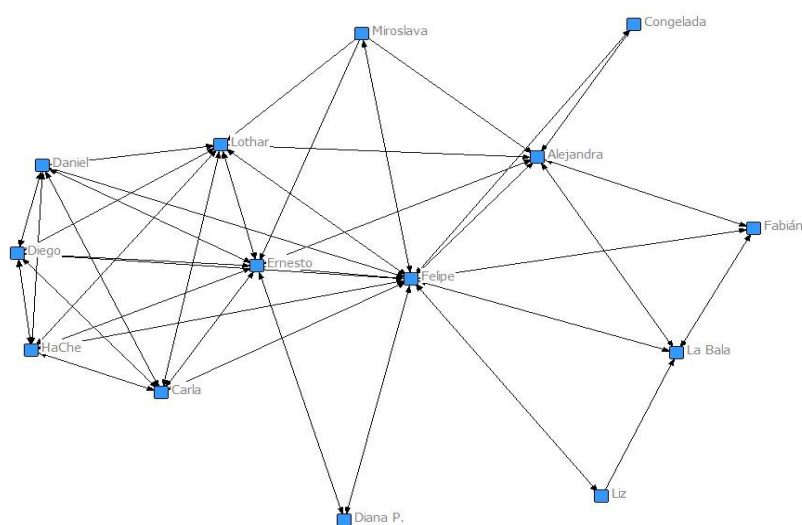 Congelada
Miroslava
Lothar
Alejandra
Daniel
Fabián
Diego
Ernesto
Felipe
HaChe
La Bala
Carla
Liz
Diana P.